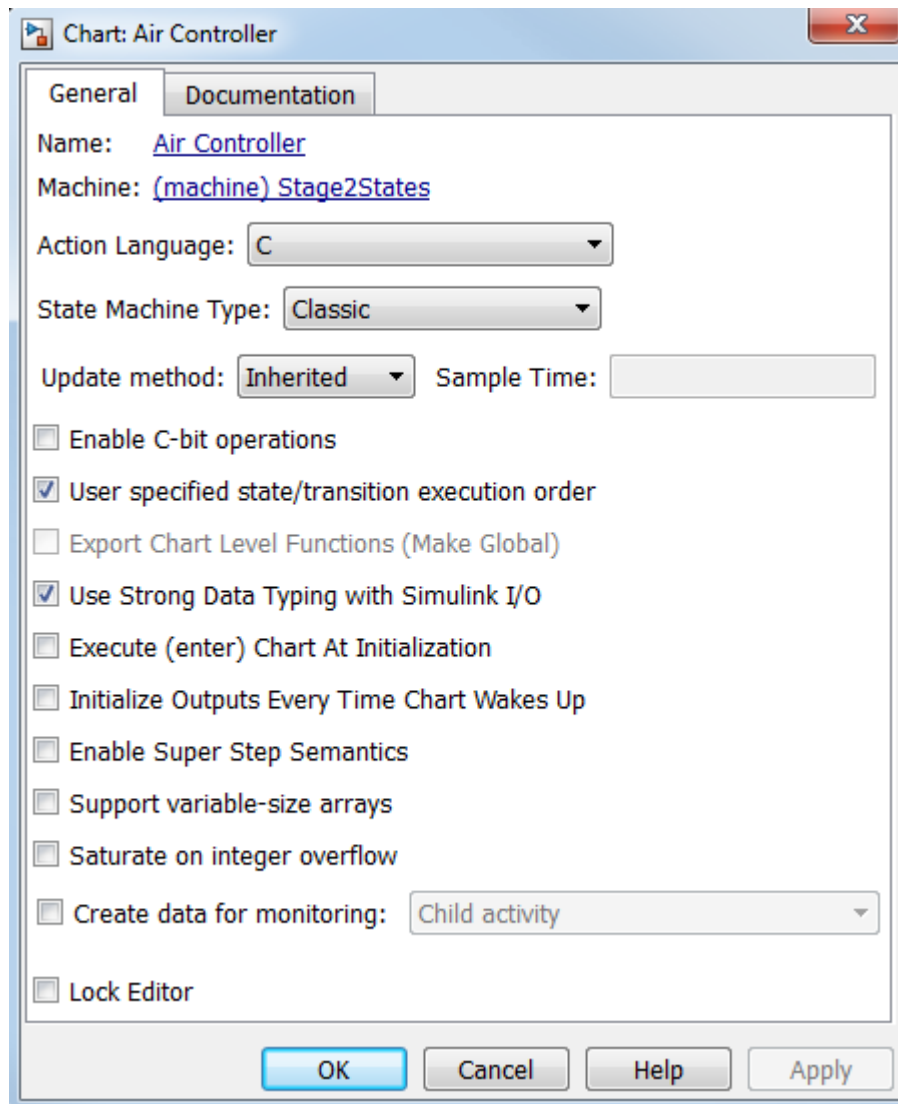 Chart: Air Controller
General Documentation
Name: Air Controller
Machine: (machine) Stage2States
Action Language: C
State Machine Type: Classic
Update method: Inherited Sample Time:
Enable C-bit operations
User specified state/transition execution order
Export Chart Level Functions (Make Global)
Use Strong Data Typing with Simulink I/O
Execute (enter) Chart At Initialization
Initialize Outputs Every Time Chart Wakes Up
Enable Super Step Semantics
Support variable-size arrays
Saturate on integer overflow
Create data for monitoring: Child activity
Lock Editor
OK Cancel Help Apply